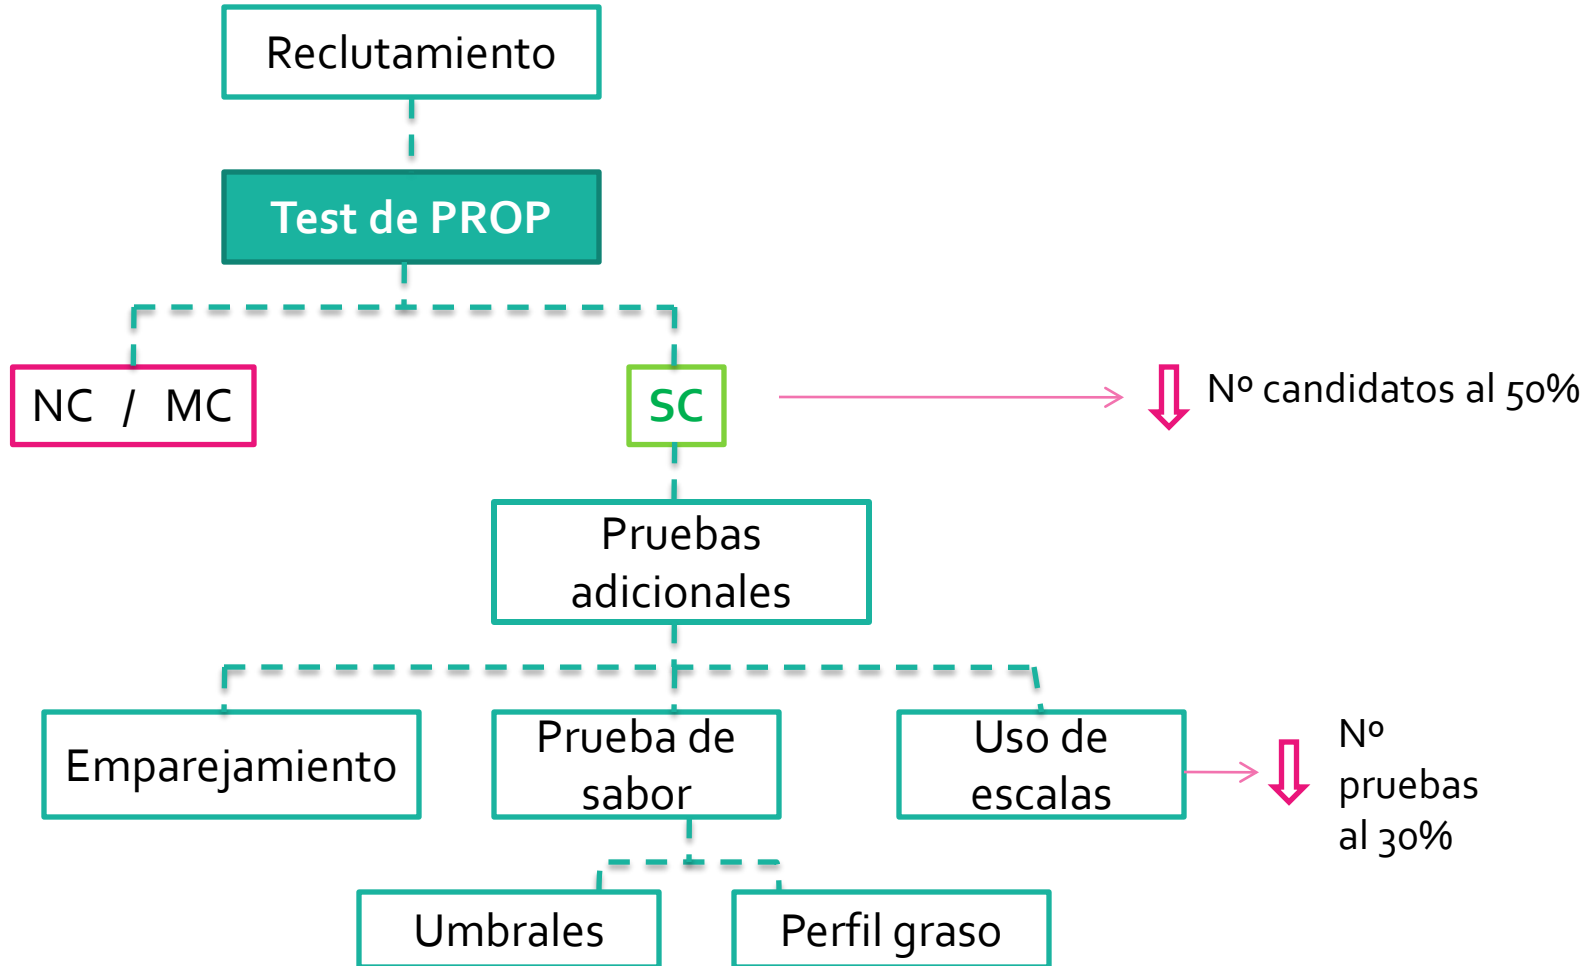 Reclutamiento
Test de PROP
NC / MC
SC
Nº candidatos al 50%
Pruebas
adicionales
Emparejamiento
Prueba de
sabor
Uso de
escalas
Nº
pruebas
al 30%
Umbrales
Perfil graso